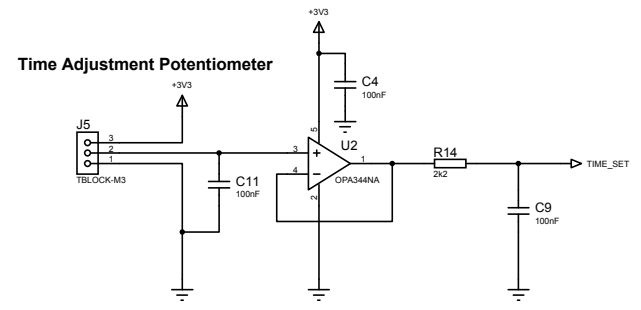 +3V3
C4
100nF
Time Adjustment Potentiometer
+3V3
J5
3
2
1
TBLOCK-M3
C11
100nF
5
U2
3
4
1
2
OPA344NA
R14
2k2
TIME_SET
C9
100nF